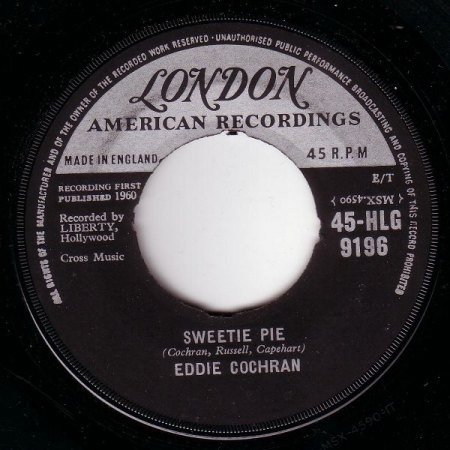 ALL RIGHTS OF THE MANUFACTURER AND OF THE OWNER OF THE RECORDED WORK RESERVED · UNAUTHORISED PUBLIC PERFORMANCE BROADCASTING AND COPYING OF THIS RECORD PROHIBITED
LONDON
AMERICAN RECORDINGS
MADE IN ENGLAND
45 R.P.M
RECORDING FIRST
PUBLISHED 1960
E/T
(MSX-4590)
Recorded by
LIBERTY,
Hollywood
45-HLG
9196
Cross Music
SWEETIE PIE
(Cochran, Russell, Capehart)
EDDIE COCHRAN